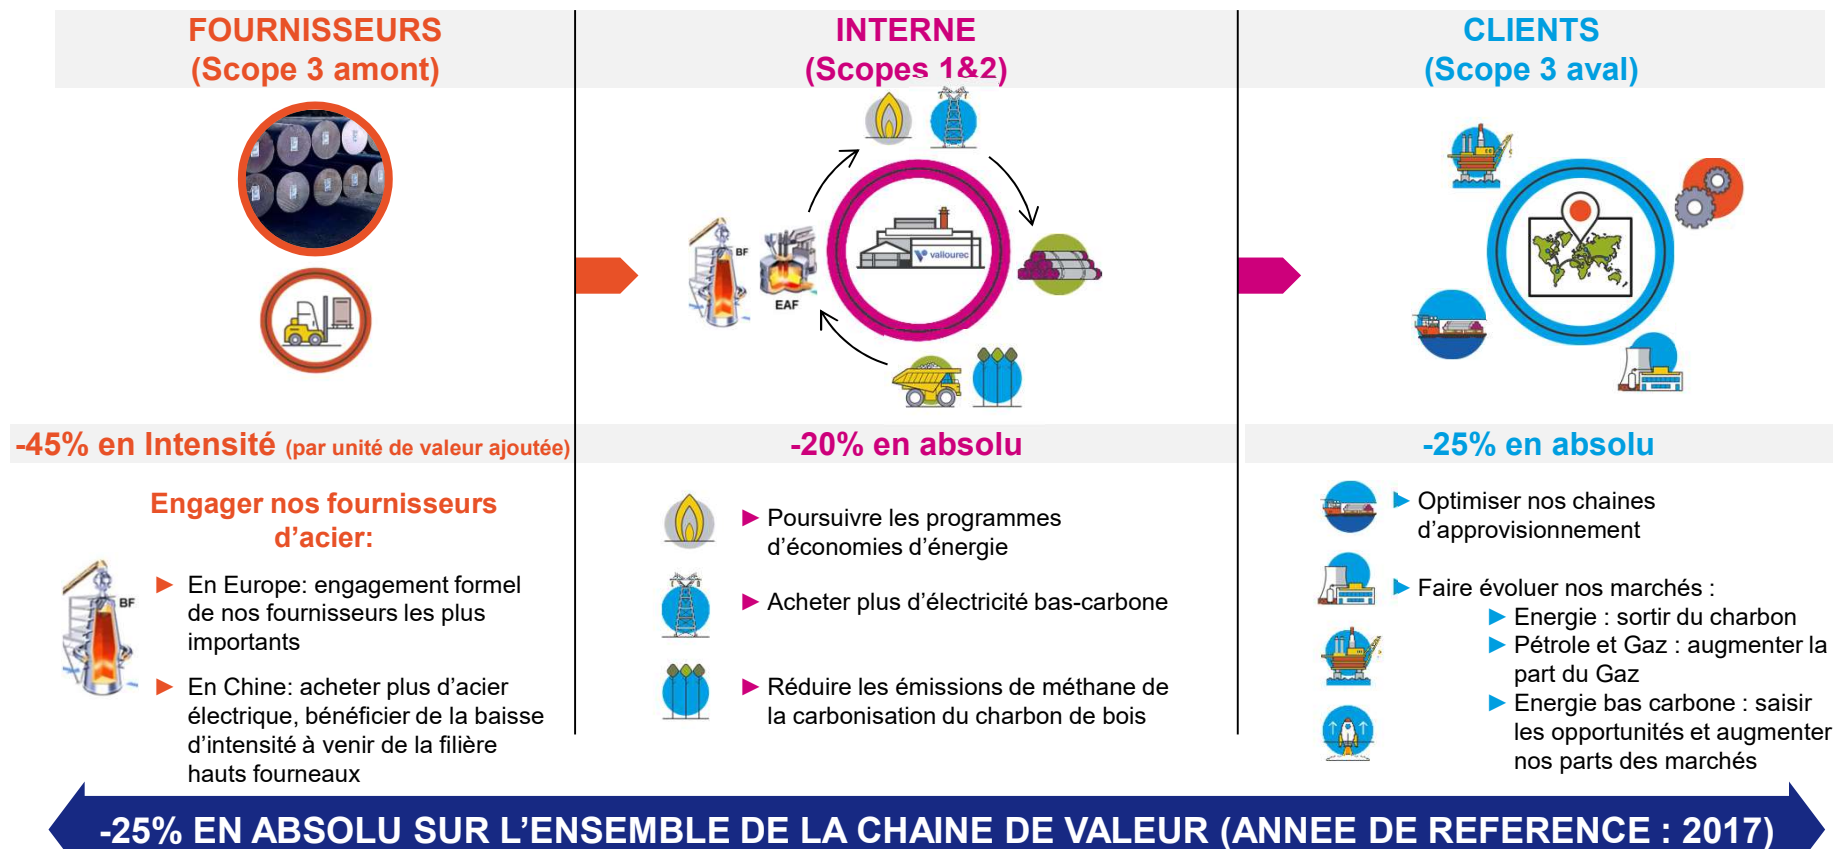 FOURNISSEURS
(Scope 3 amont)
INTERNE
(Scopes 1&2)
CLIENTS
(Scope 3 aval)
BF
EAF
vallourec
-45% en Intensité (par unité de valeur ajoutée)
-20% en absolu
-25% en absolu
Engager nos fournisseurs
d’acier:
BF
► En Europe: engagement formel
de nos fournisseurs les plus
importants
► En Chine: acheter plus d’acier
électrique, bénéficier de la baisse
d’intensité à venir de la filière
hauts fourneaux
► Poursuivre les programmes
d’économies d’énergie
► Acheter plus d’électricité bas-carbone
► Réduire les émissions de méthane de
la carbonisation du charbon de bois
► Optimiser nos chaines
d’approvisionnement
► Faire évoluer nos marchés :
► Energie : sortir du charbon
► Pétrole et Gaz : augmenter la
part du Gaz
► Energie bas carbone : saisir
les opportunités et augmenter
nos parts des marchés
-25% EN ABSOLU SUR L’ENSEMBLE DE LA CHAINE DE VALEUR (ANNEE DE REFERENCE : 2017)